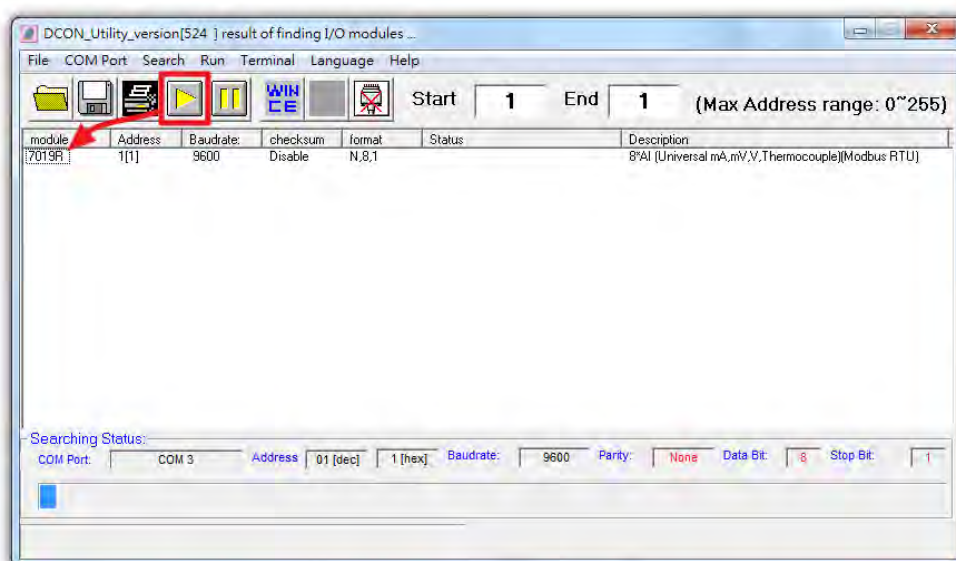 DCON_Utility_version[524 ] result of finding I/O modules ...
File COM Port Search Run Terminal Language Help
WIN CE Start 1 End 1 (Max Address range: 0~255)
module Address Baudrate: checksum format Status Description
7019R 1[1] 9600 Disable N,8,1 8*AI (Universal mA,mV,V,Thermocouple)(Modbus RTU)
Searching Status:
COM Port: COM 3 Address 01 [dec] 1 [hex] Baudrate: 9600 Parity: None Data Bit: 8 Stop Bit: 1